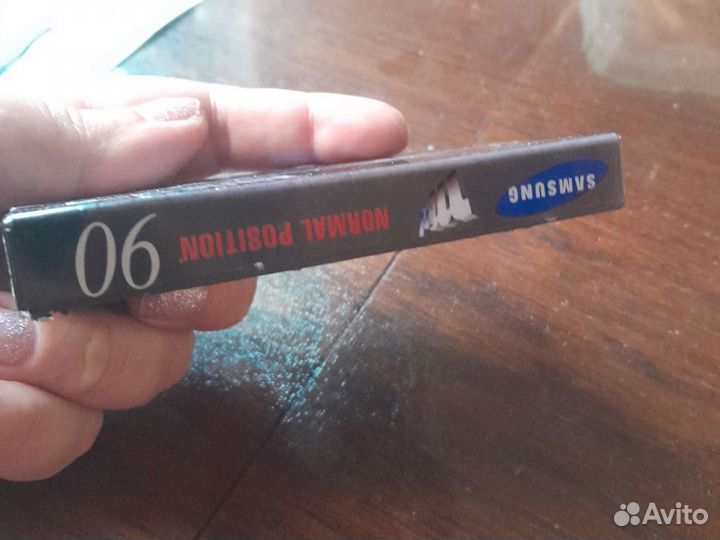 SAMSUNG
NORMAL POSITION
90
Avito